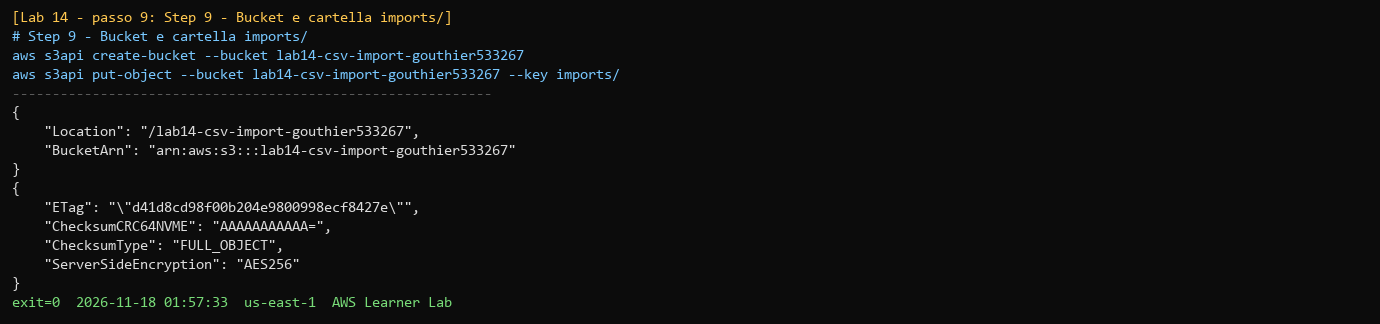 [Lab 14 - passo 9: Step 9 - Bucket e cartella imports/]
# Step 9 - Bucket e cartella imports/
aws s3api create-bucket --bucket lab14-csv-import-gouthier533267
aws s3api put-object --bucket lab14-csv-import-gouthier533267 --key imports/
------------------------------------------------------------
{
    "Location": "/lab14-csv-import-gouthier533267",
    "BucketArn": "arn:aws:s3:::lab14-csv-import-gouthier533267"
}
{
    "ETag": "\"d41d8cd98f00b204e9800998ecf8427e\"",
    "ChecksumCRC64NVME": "AAAAAAAAAAA=",
    "ChecksumType": "FULL_OBJECT",
    "ServerSideEncryption": "AES256"
}
exit=0  2026-11-18 01:57:33  us-east-1  AWS Learner Lab